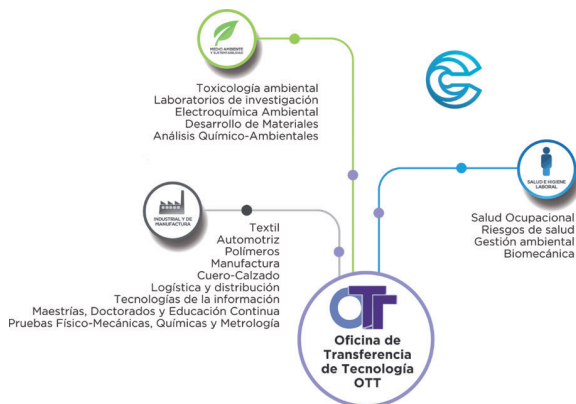 MEDIO AMBIENTE
Y SUSTENTABILIDAD
Toxicología ambiental
Laboratorios de investigación
Electroquímica Ambiental
Desarrollo de Materiales
Análisis Químico-Ambientales
SALUD E HIGIENE
LABORAL
Salud Ocupacional
Riesgos de salud
Gestión ambiental
Biomecánica
INDUSTRIAL Y DE
MANUFACTURA
Textil
Automotriz
Polímeros
Manufactura
Cuero-Calzado
Logística y distribución
Tecnologías de la información
Maestrías, Doctorados y Educación Continua
Pruebas Físico-Mecánicas, Químicas y Metrología
OTT
Oficina de
Transferencia
de Tecnología
OTT